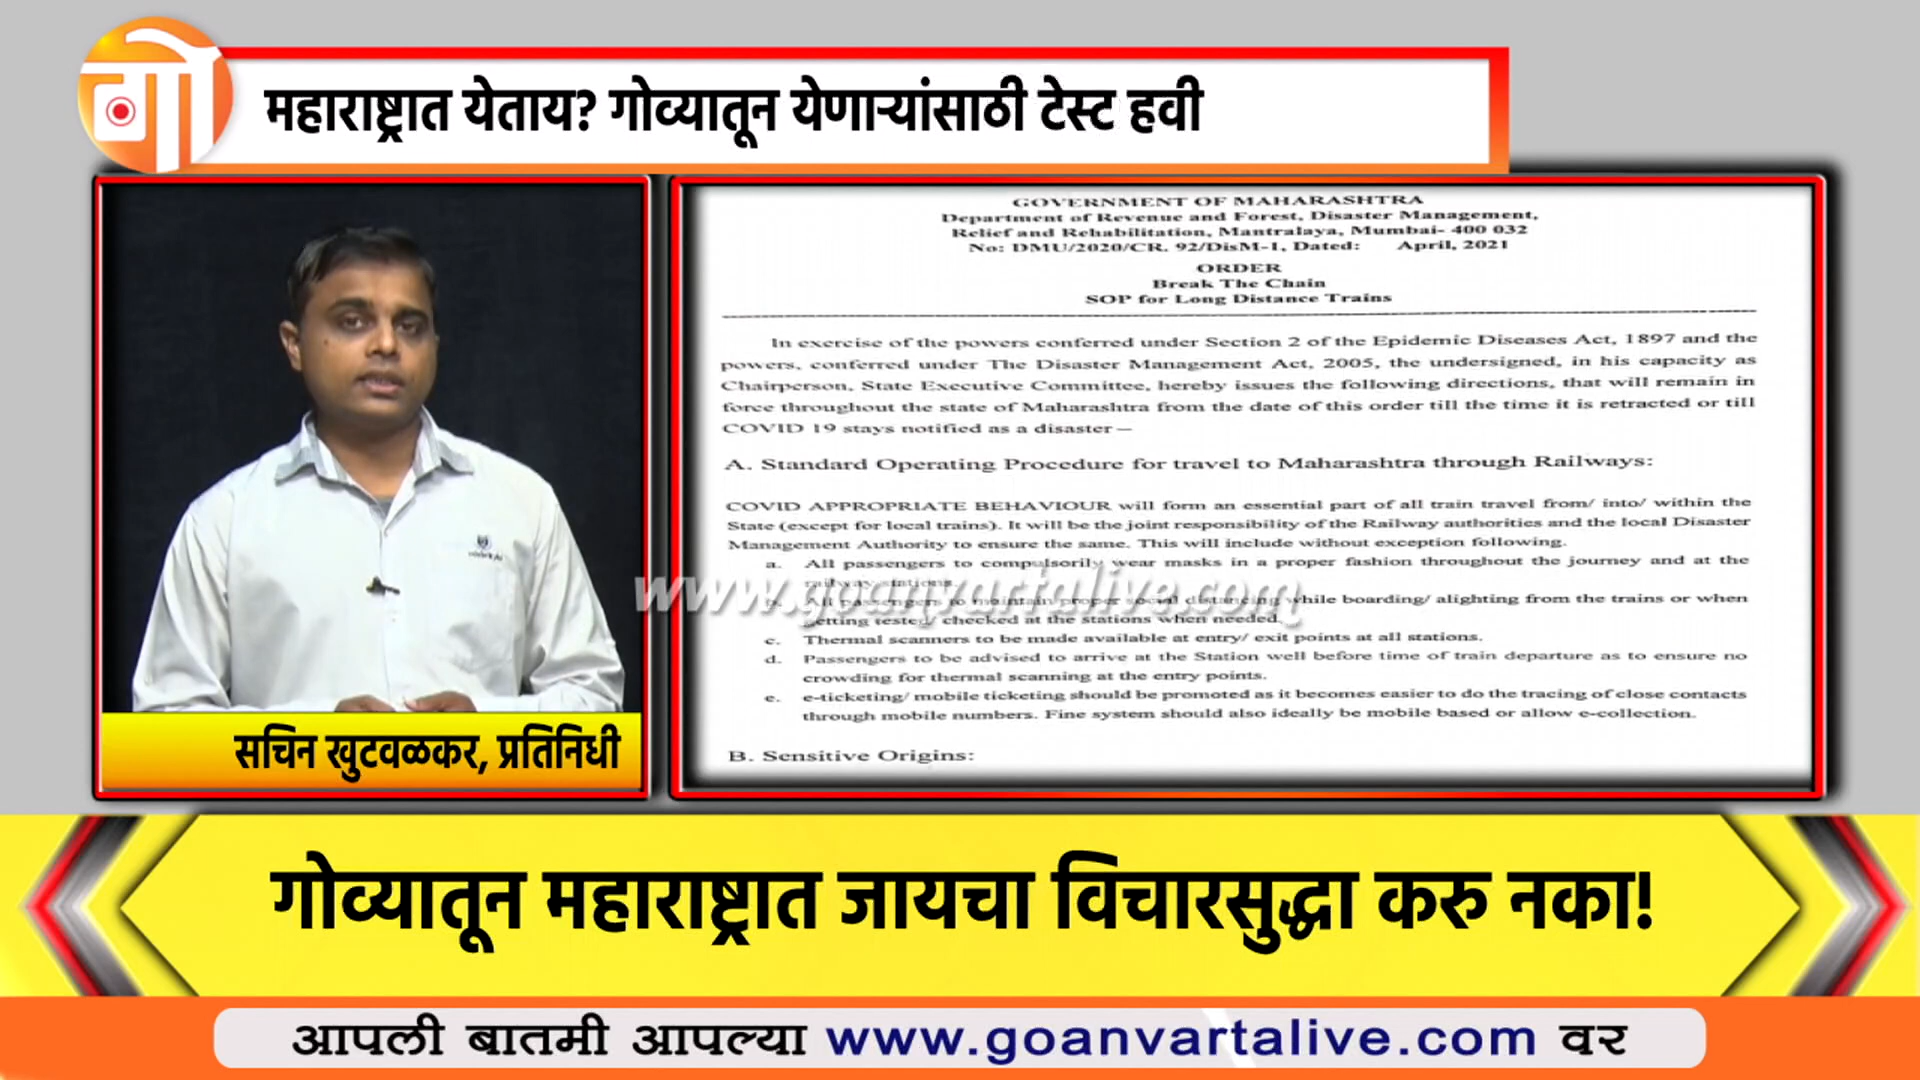 गो
महाराष्ट्रात येताय? गोव्यातून येणाऱ्यांसाठी टेस्ट हवी
सचिन खुटवळकर, प्रतिनिधी
GOVERNMENT OF MAHARASHTRA
Department of Revenue and Forest, Disaster Management,
Relief and Rehabilitation, Mantralaya, Mumbai- 400 032
No: DMU/2020/CR. 92/DisM-1, Dated: April, 2021
ORDER
Break The Chain
SOP for Long Distance Trains
In exercise of the powers conferred under Section 2 of the Epidemic Diseases Act, 1897 and the
powers, conferred under The Disaster Management Act, 2005, the undersigned, in his capacity as
Chairperson, State Executive Committee, hereby issues the following directions, that will remain in
force throughout the state of Maharashtra from the date of this order till the time it is retracted or till
COVID 19 stays notified as a disaster—
A. Standard Operating Procedure for travel to Maharashtra through Railways:
COVID APPROPRIATE BEHAVIOUR will form an essential part of all train travel from/ into/ within the
State (except for local trains). It will be the joint responsibility of the Railway authorities and the local Disaster
Management Authority to ensure the same. This will include without exception following.
a. All passengers to compulsorily wear masks in a proper fashion throughout the journey and at the
railway stations.
b. All passengers to maintain proper social distancing while boarding/ alighting from the trains or when
getting tested/ checked at the stations when needed.
c. Thermal scanners to be made available at entry/ exit points at all stations.
d. Passengers to be advised to arrive at the Station well before time of train departure as to ensure no
crowding for thermal scanning at the entry points.
e. e-ticketing/ mobile ticketing should be promoted as it becomes easier to do the tracing of close contacts
through mobile numbers. Fine system should also ideally be mobile based or allow e-collection.
B. Sensitive Origins:
www.goanvartalive.com
गोव्यातून महाराष्ट्रात जायचा विचारसुद्धा करु नका!
आपली बातमी आपल्या www.goanvartalive.com वर